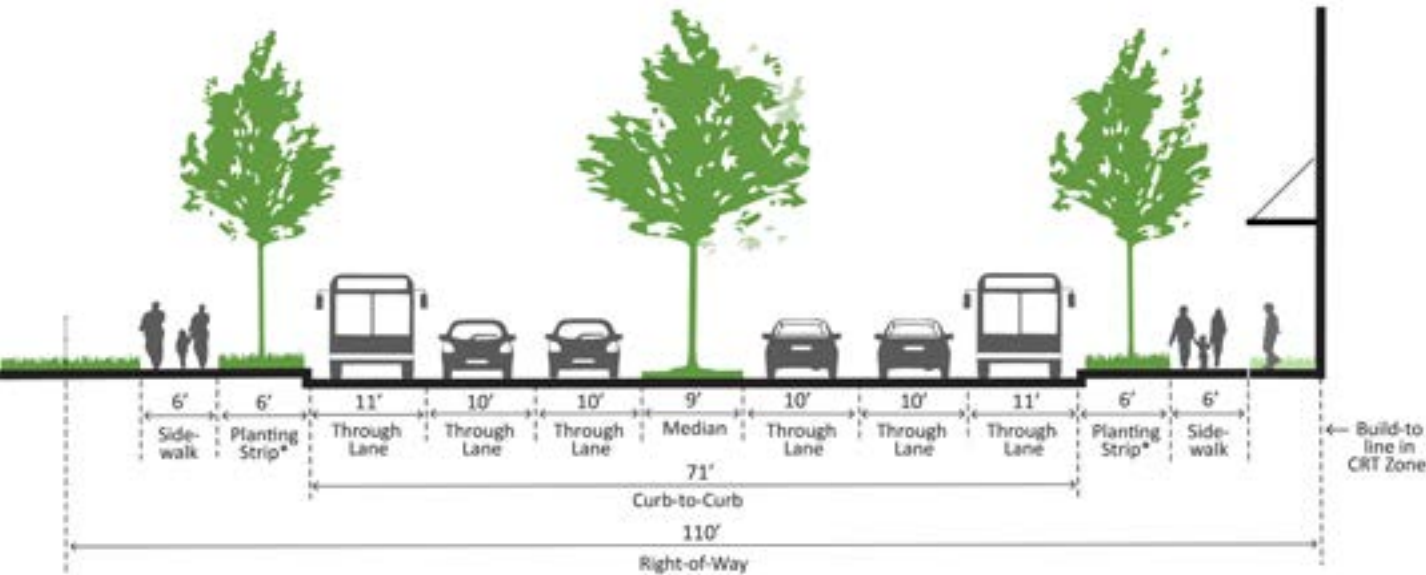 6' 6' 11' 10' 10' 9' 10' 10' 11' 6' 6'
Side-
walk
Planting
Strip*
Through
Lane
Through
Lane
Through
Lane
Median
Through
Lane
Through
Lane
Through
Lane
Planting
Strip*
Side-
walk
Build-to
line in
CRT Zone
71'
Curb-to-Curb
110'
Right-of-Way